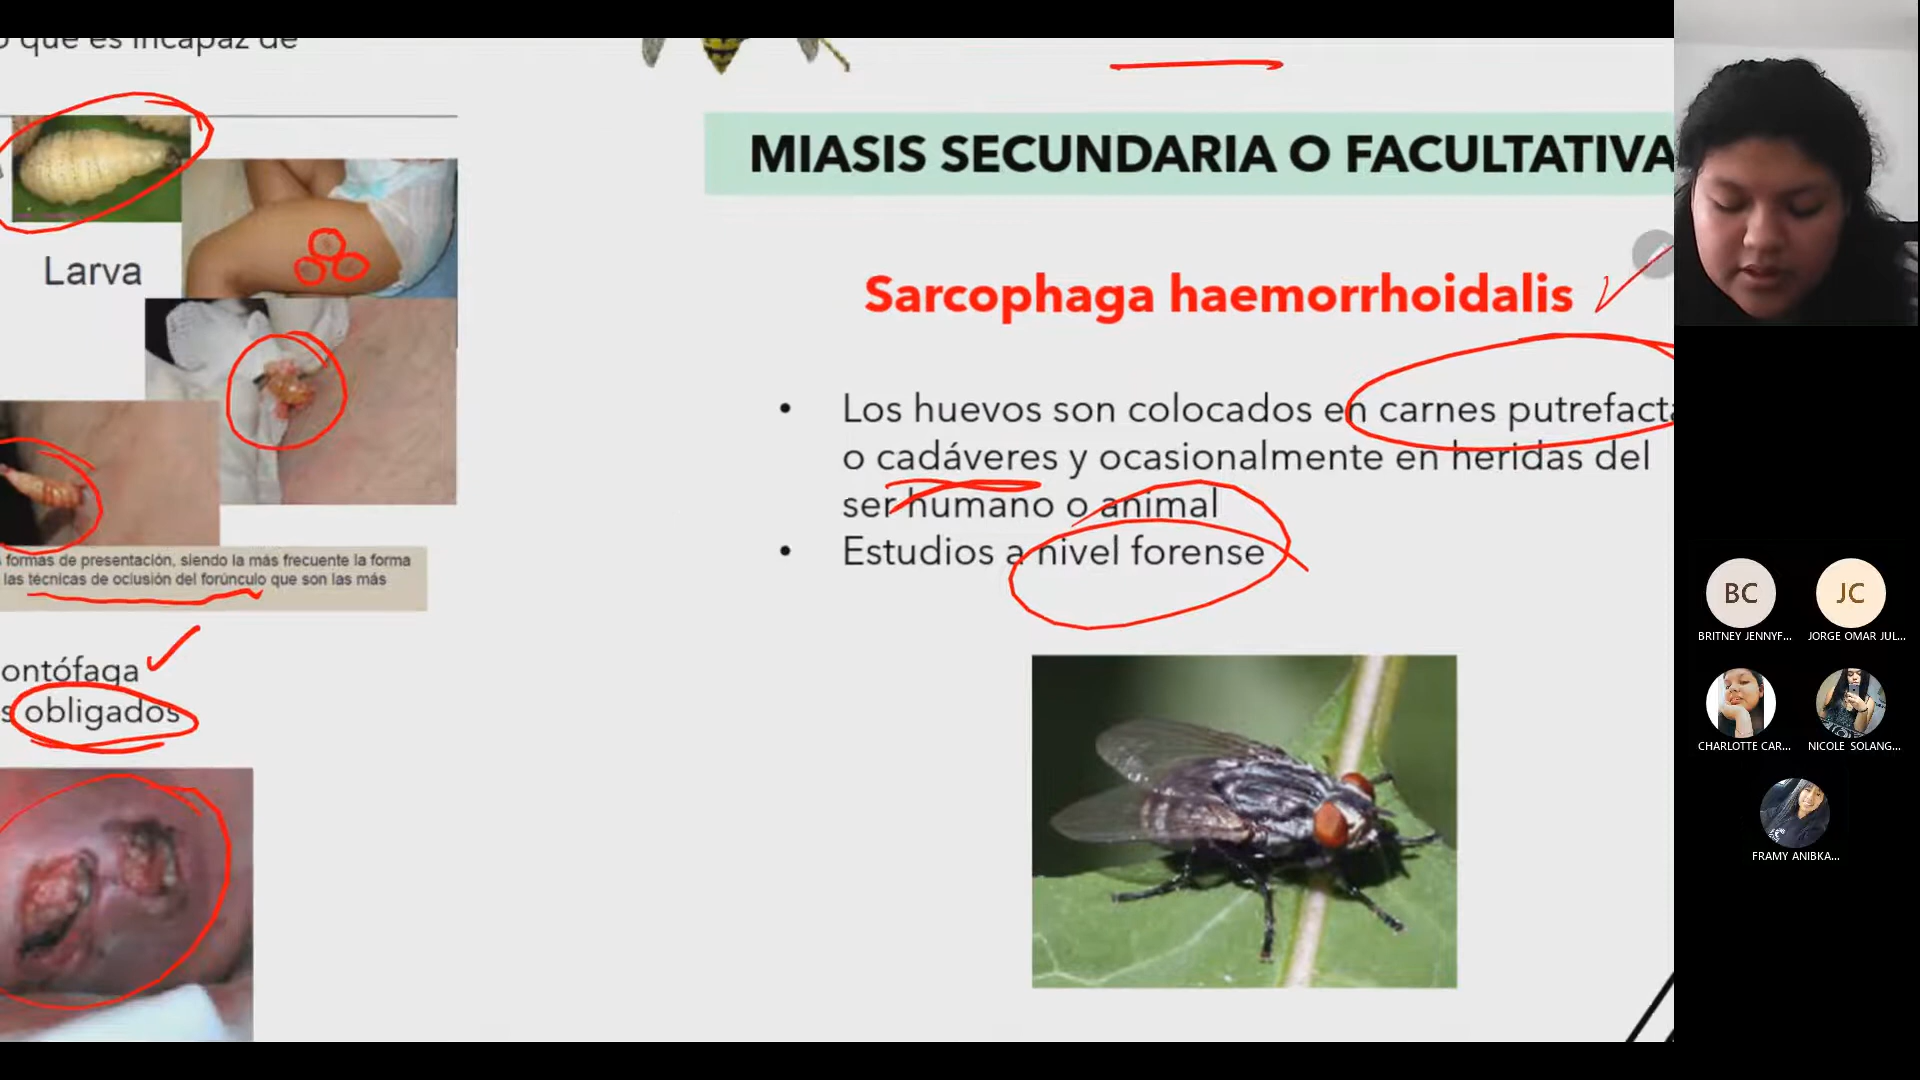 o que es incapaz de
Larva
formas de presentación, siendo la más frecuente la forma
las técnicas de oclusión del forúnculo que son las más
ontófaga
s obligados
MIASIS SECUNDARIA O FACULTATIVA
Sarcophaga haemorrhoidalis
• Los huevos son colocados en carnes putrefacta
o cadáveres y ocasionalmente en heridas del
ser humano o animal
• Estudios a nivel forense
BC
JC
BRITNEY JENNYF...
JORGE OMAR JUL...
CHARLOTTE CAR...
NICOLE SOLANG...
FRAMY ANIBKA...